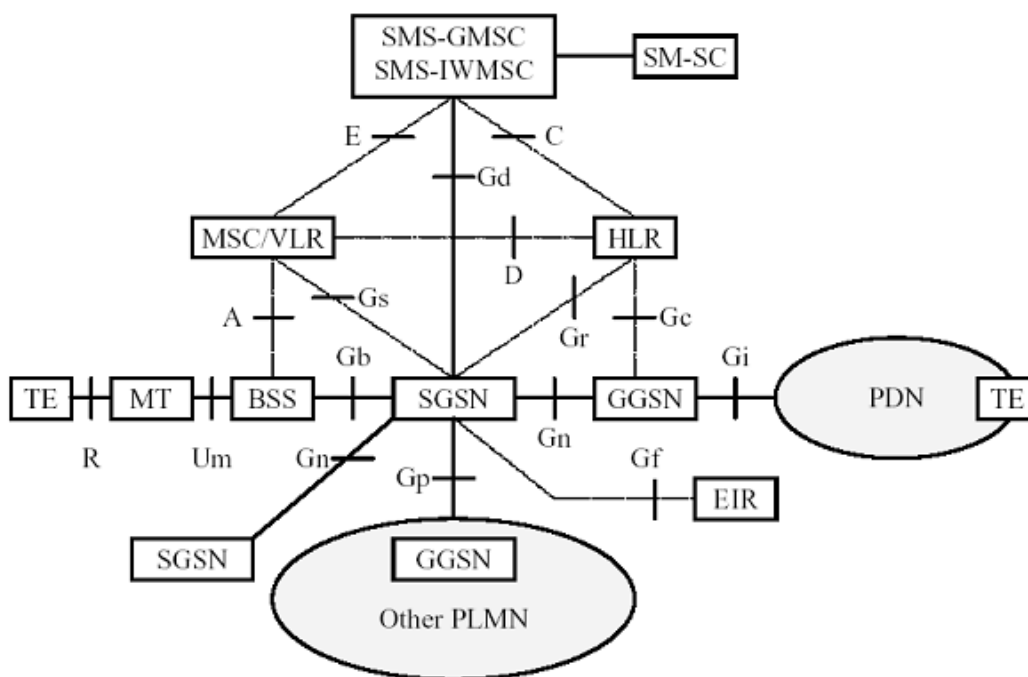 SMS-GMSC
SMS-IWMSC
SM-SC
E
C
Gd
MSC/VLR
HLR
D
Gs
A
Gr
Gc
Gb
Gi
TE
MT
BSS
SGSN
GGSN
PDN
TE
R
Um
Gn
Gn
Gp
Gf
EIR
SGSN
GGSN
Other PLMN